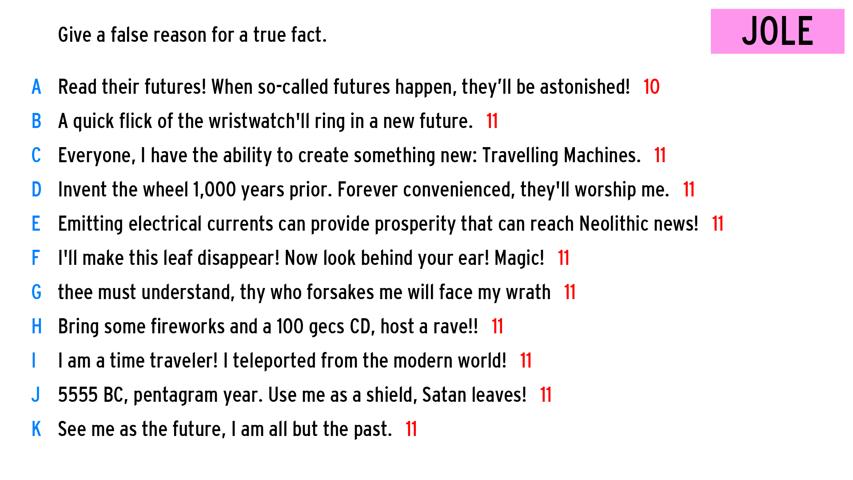 Give a false reason for a true fact.
JOLE
A Read their futures! When so-called futures happen, they'll be astonished! 10
B A quick flick of the wristwatch'll ring in a new future. 11
C Everyone, I have the ability to create something new: Travelling Machines. 11
D Invent the wheel 1,000 years prior. Forever convenienced, they'll worship me. 11
E Emitting electrical currents can provide prosperity that can reach Neolithic news! 11
F I'll make this leaf disappear! Now look behind your ear! Magic! 11
G thee must understand, thy who forsakes me will face my wrath 11
H Bring some fireworks and a 100 gecs CD, host a rave!! 11
I I am a time traveler! I teleported from the modern world! 11
J 5555 BC, pentagram year. Use me as a shield, Satan leaves! 11
K See me as the future, I am all but the past. 11